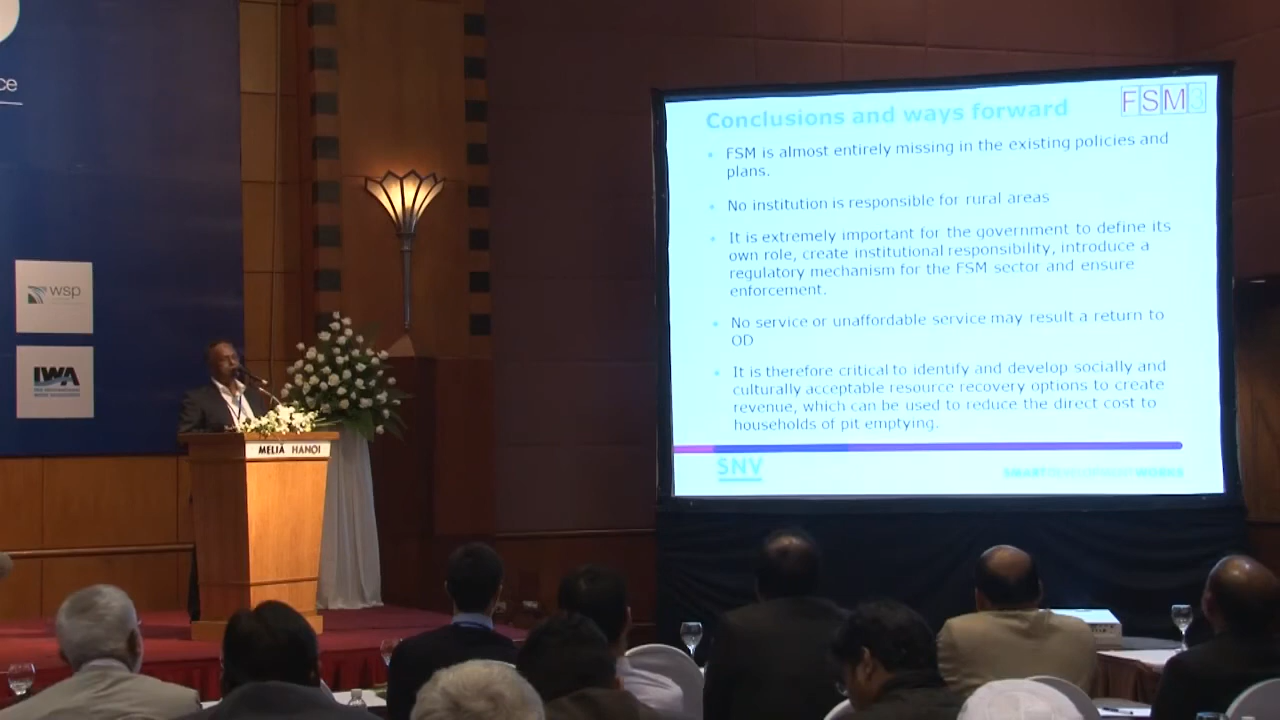 ce
wsp
IWA
MELIÃ HANOI
Conclusions and ways forward
FSM3
FSM is almost entirely missing in the existing policies and
plans.
No institution is responsible for rural areas
It is extremely important for the government to define its
own role, create institutional responsibility, introduce a
regulatory mechanism for the FSM sector and ensure
enforcement.
No service or unaffordable service may result a return to
OD
It is therefore critical to identify and develop socially and
culturally acceptable resource recovery options to create
revenue, which can be used to reduce the direct cost to
households of pit emptying.
SNV